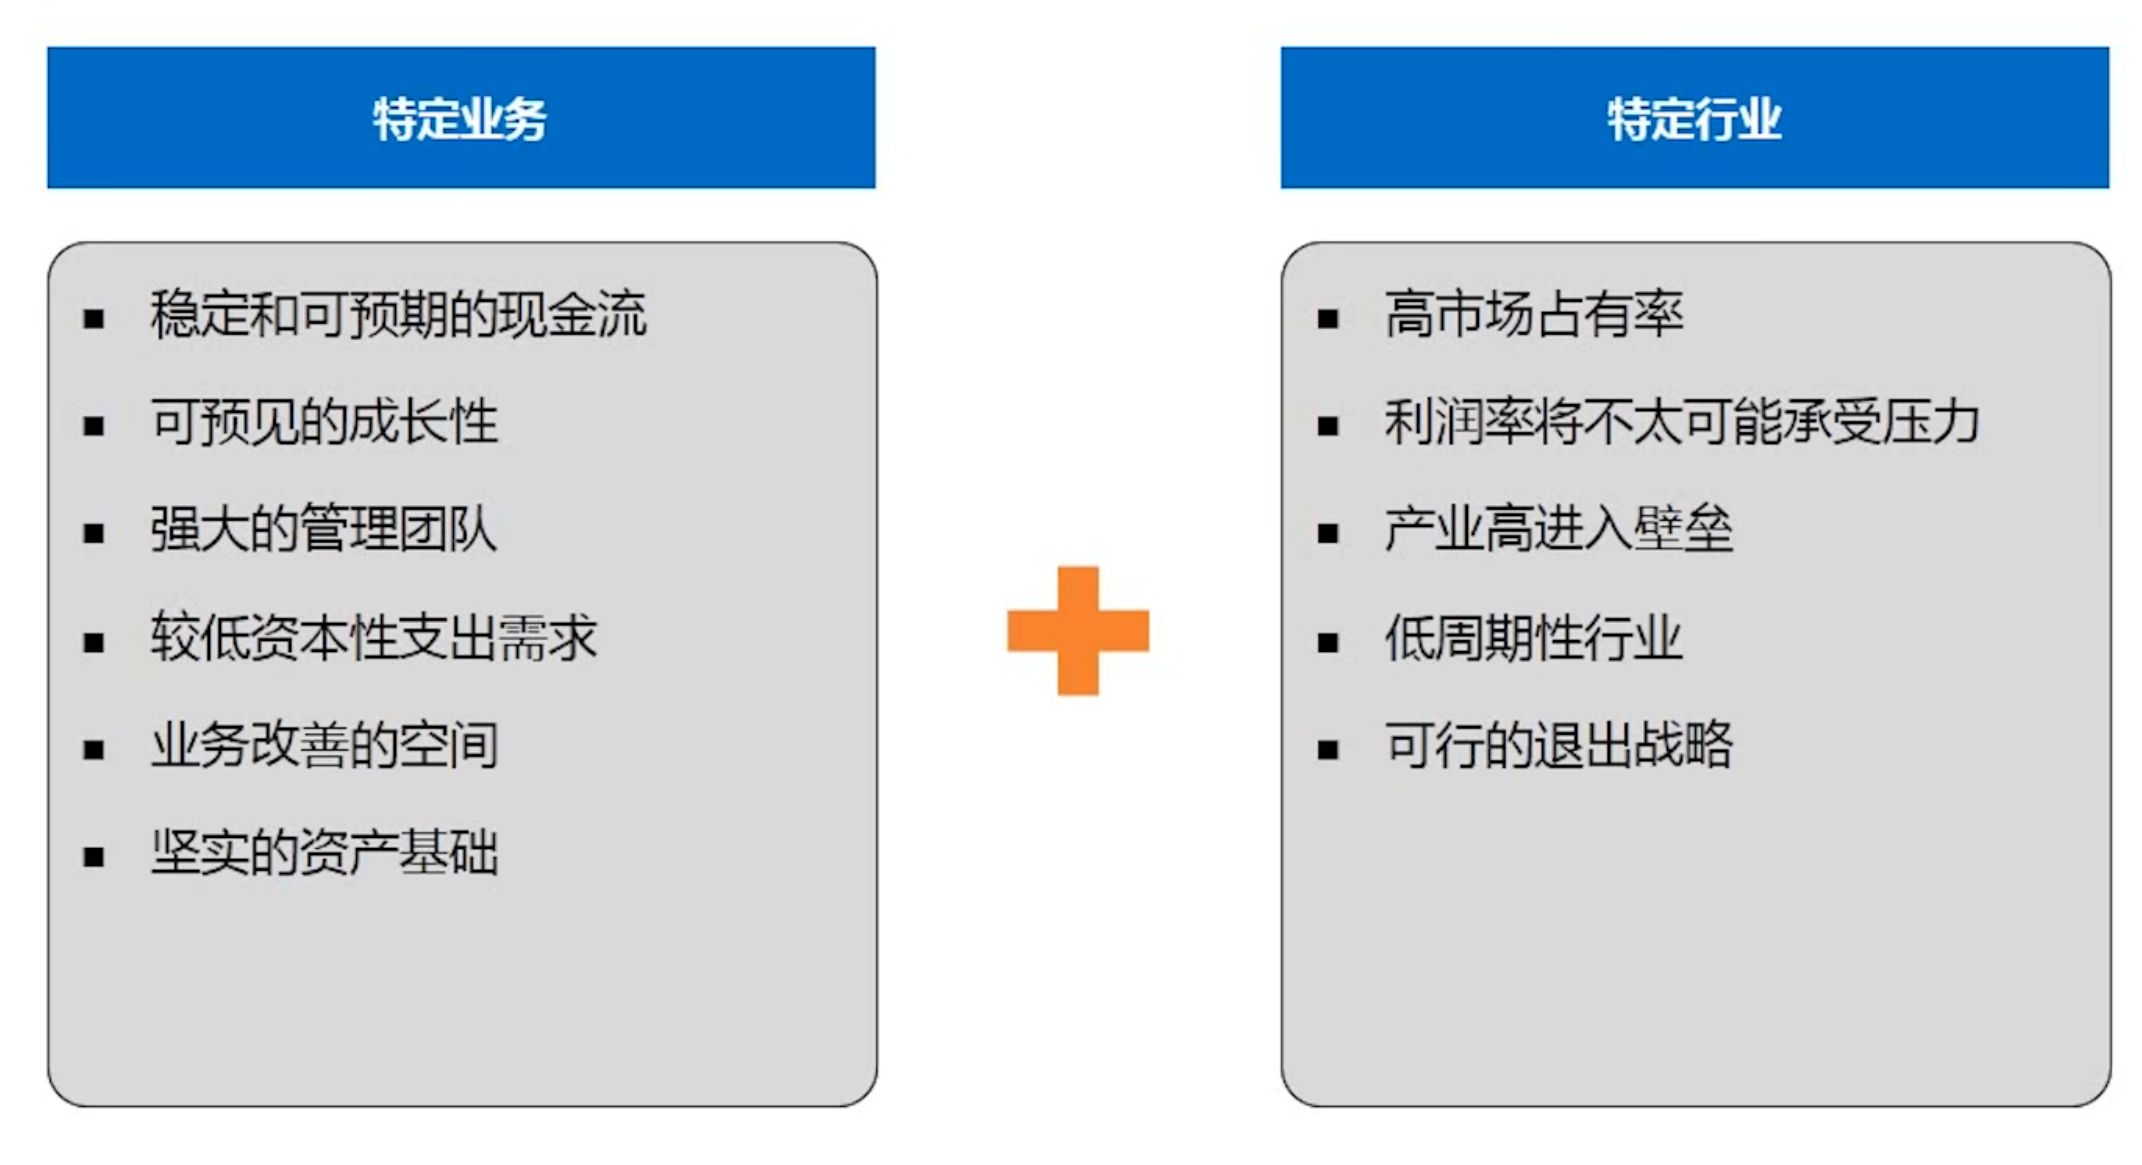 特定业务
稳定和可预期的现金流
可预见的成长性
强大的管理团队
较低资本性支出需求
业务改善的空间
坚实的资产基础
特定行业
高市场占有率
利润率将不太可能承受压力
产业高进入壁垒
低周期性行业
可行的退出战略